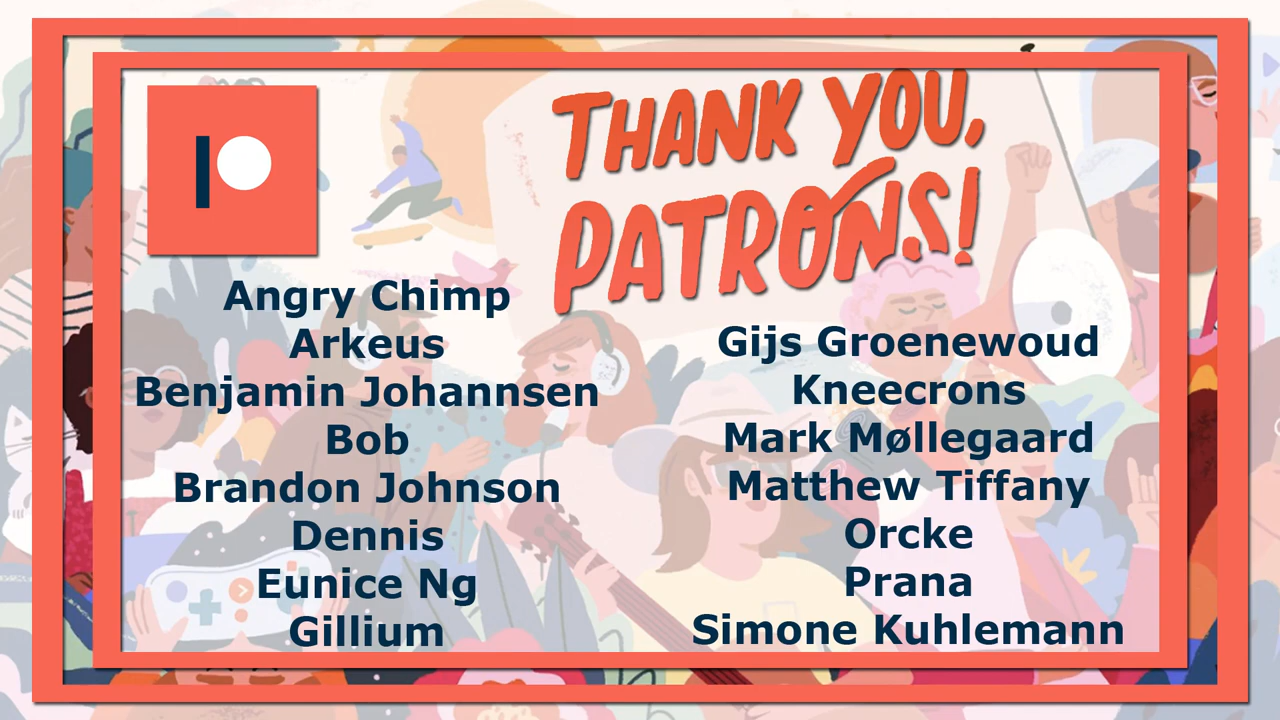 THANK YOU,
PATRONS!
Angry Chimp
Arkeus
Benjamin Johannsen
Bob
Brandon Johnson
Dennis
Eunice Ng
Gillium
Gijs Groenewoud
Kneecrons
Mark Møllegaard
Matthew Tiffany
Orcke
Prana
Simone Kuhlemann